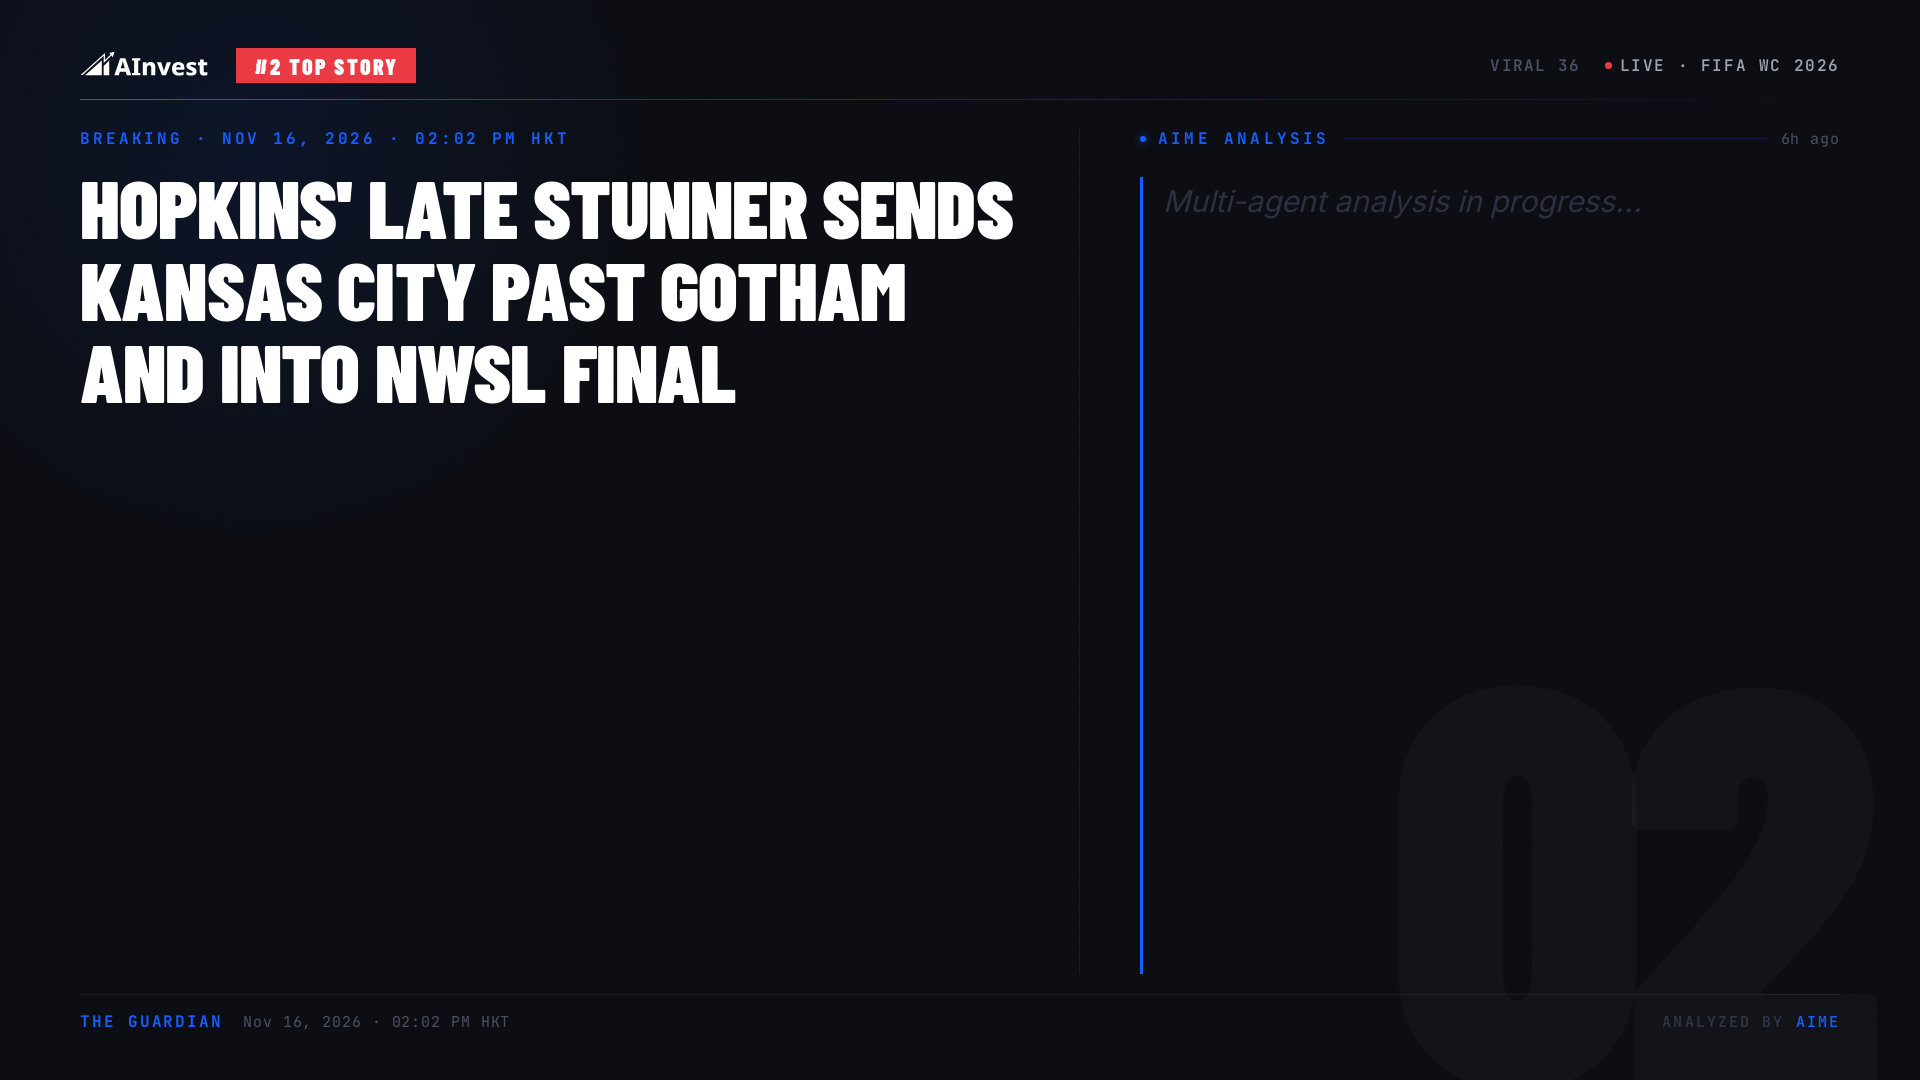 AInvest
#2 TOP STORY
VIRAL 36
LIVE · FIFA WC 2026
BREAKING · NOV 16, 2026 · 02:02 PM HKT
HOPKINS' LATE STUNNER SENDS
KANSAS CITY PAST GOTHAM
AND INTO NWSL FINAL
AIME ANALYSIS
6h ago
Multi-agent analysis in progress...
02
THE GUARDIAN Nov 16, 2026 · 02:02 PM HKT
ANALYZED BY AIME